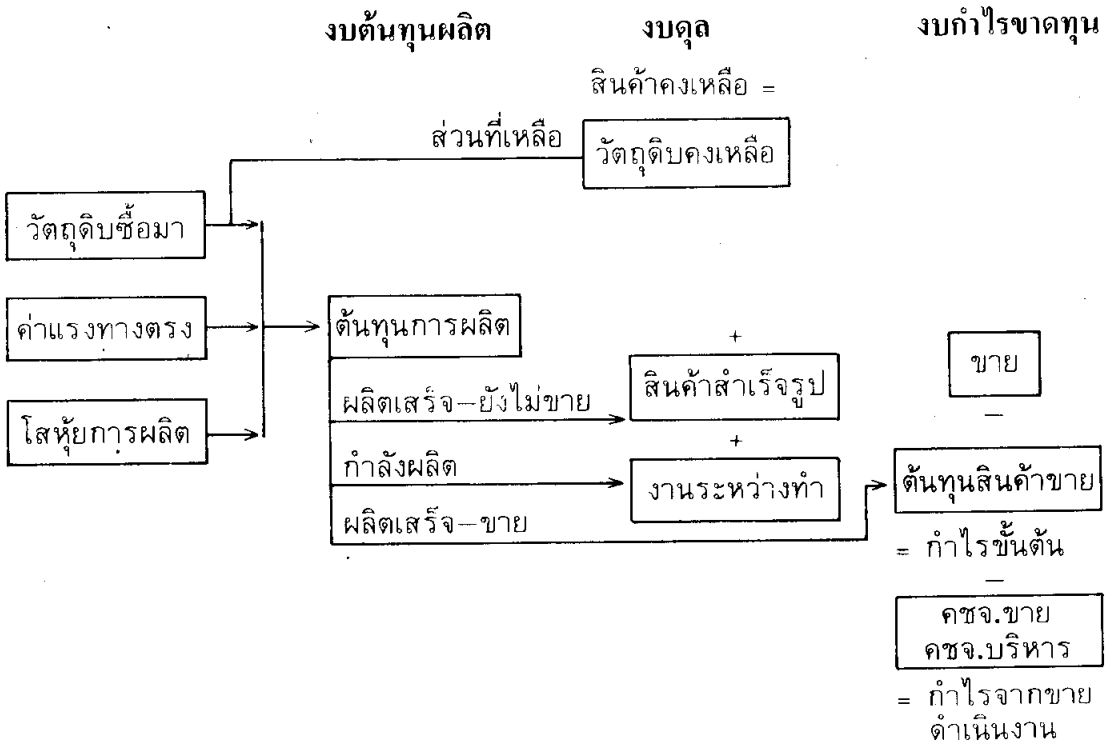 งบต้นทุนผลิต งบดุล งบกำไรขาดทุน
สินค้าคงเหลือ =
ส่วนที่เหลือ
วัตถุดิบคงเหลือ
วัตถุดิบซื้อมา
ค่าแรงทางตรง
ต้นทุนการผลิต
โสหุ้ยการผลิต
ผลิตเสร็จ—ยังไม่ขาย
+
สินค้าสำเร็จรูป
ขาย
—
กำลังผลิต
+
งานระหว่างทำ
ต้นทุนสินค้าขาย
ผลิตเสร็จ—ขาย
= กำไรขั้นต้น
—
คชจ.ขาย
คชจ.บริหาร
= กำไรจากขาย
ดำเนินงาน